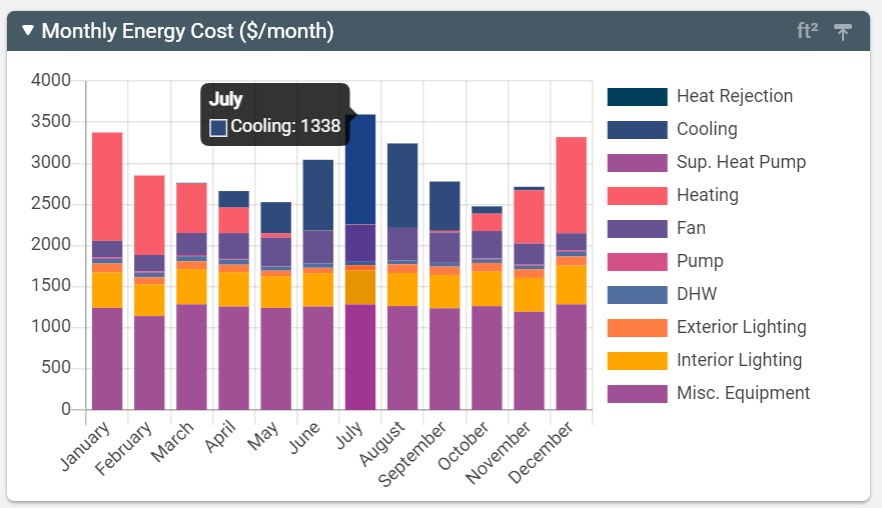 Monthly Energy Cost ($/month)
ft²
4000
3500
3000
2500
2000
1500
1000
500
0
July
Cooling: 1338
January
February
March
April
May
June
July
August
September
October
November
December
Heat Rejection
Cooling
Sup. Heat Pump
Heating
Fan
Pump
DHW
Exterior Lighting
Interior Lighting
Misc. Equipment